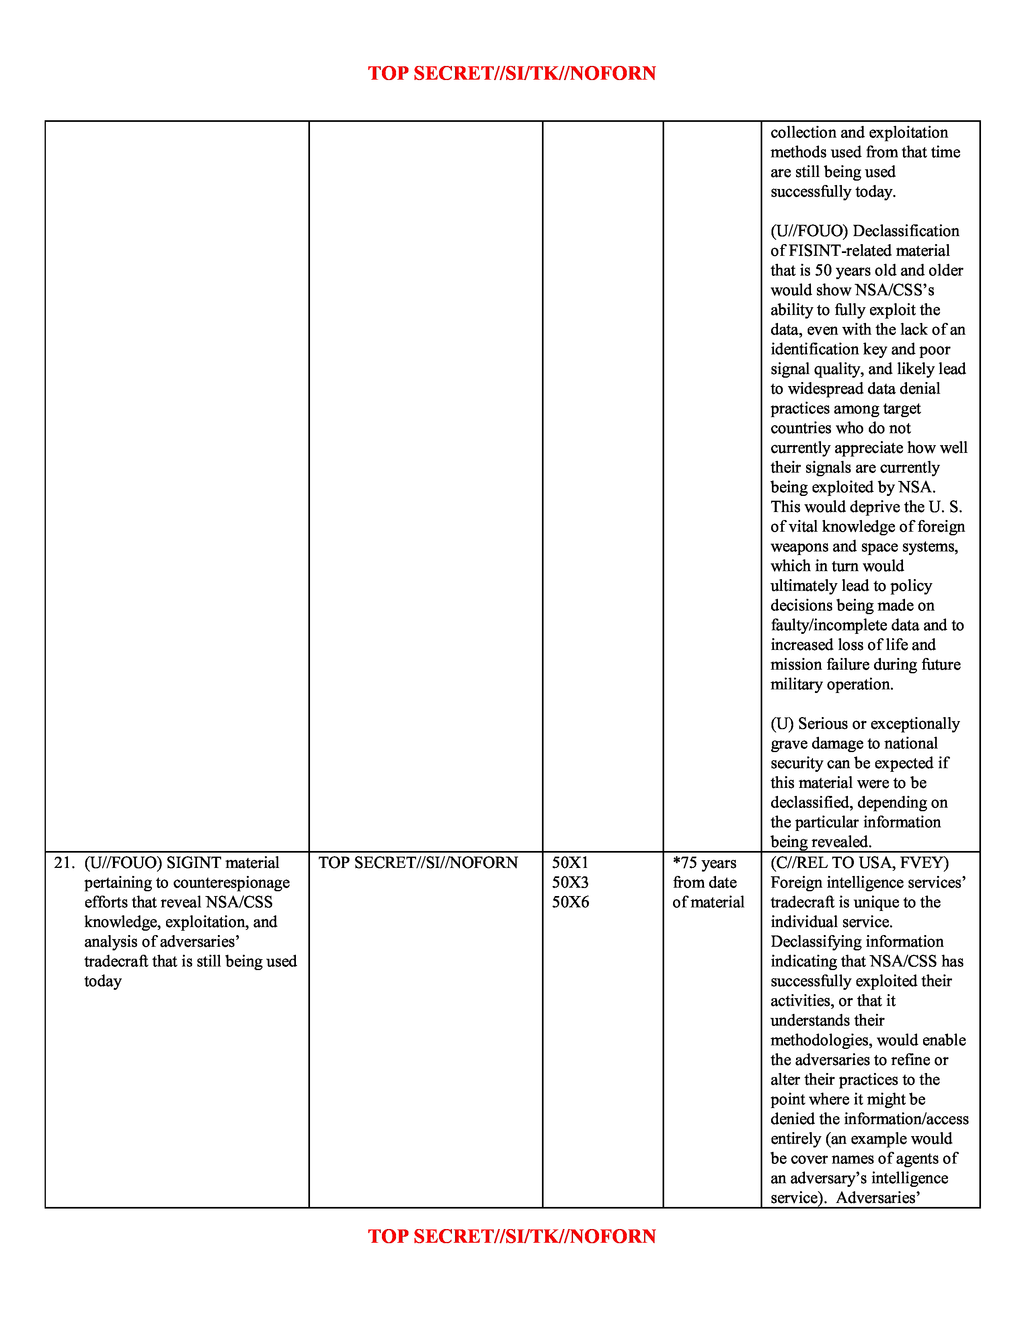 TOP SECRET//SI/TK//NOFORN
collection and exploitation
methods used from that time
are still being used
successfully today.
(U//FOUO) Declassification
of FISINT-related material
that is 50 years old and older
would show NSA/CSS’s
ability to fully exploit the
data, even with the lack of an
identification key and poor
signal quality, and likely lead
to widespread data denial
practices among target
countries who do not
currently appreciate how well
their signals are currently
being exploited by NSA.
This would deprive the U. S.
of vital knowledge of foreign
weapons and space systems,
which in turn would
ultimately lead to policy
decisions being made on
faulty/incomplete data and to
increased loss of life and
mission failure during future
military operation.
(U) Serious or exceptionally
grave damage to national
security can be expected if
this material were to be
declassified, depending on
the particular information
being revealed.
21. (U//FOUO) SIGINT material
pertaining to counterespionage
efforts that reveal NSA/CSS
knowledge, exploitation, and
analysis of adversaries’
tradecraft that is still being used
today
TOP SECRET//SI//NOFORN
50X1
50X3
50X6
*75 years
from date
of material
(C//REL TO USA, FVEY)
Foreign intelligence services’
tradecraft is unique to the
individual service.
Declassifying information
indicating that NSA/CSS has
successfully exploited their
activities, or that it
understands their
methodologies, would enable
the adversaries to refine or
alter their practices to the
point where it might be
denied the information/access
entirely (an example would
be cover names of agents of
an adversary’s intelligence
service). Adversaries’
TOP SECRET//SI/TK//NOFORN